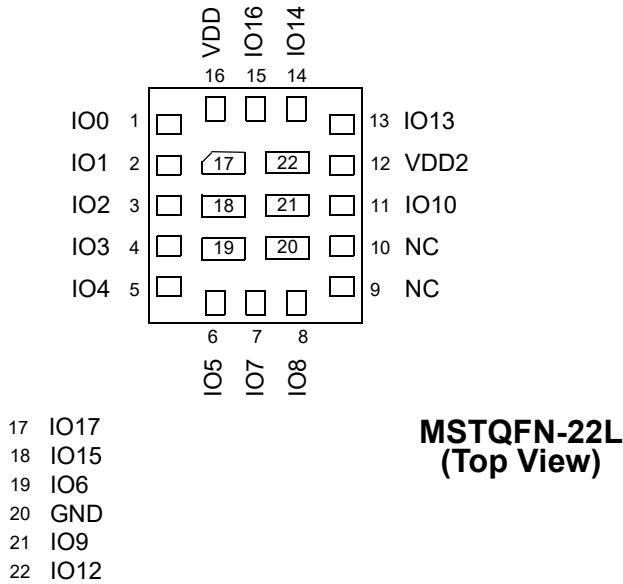 VDD IO16 IO14
16 15 14
IO0 1 13 IO13
IO1 2 17 22 12 VDD2
IO2 3 18 21 11 IO10
IO3 4 19 20 10 NC
IO4 5 9 NC
6 7 8
IO5 IO7 IO8
17 IO17
18 IO15
19 IO6
20 GND
21 IO9
22 IO12
MSTQFN-22L
(Top View)